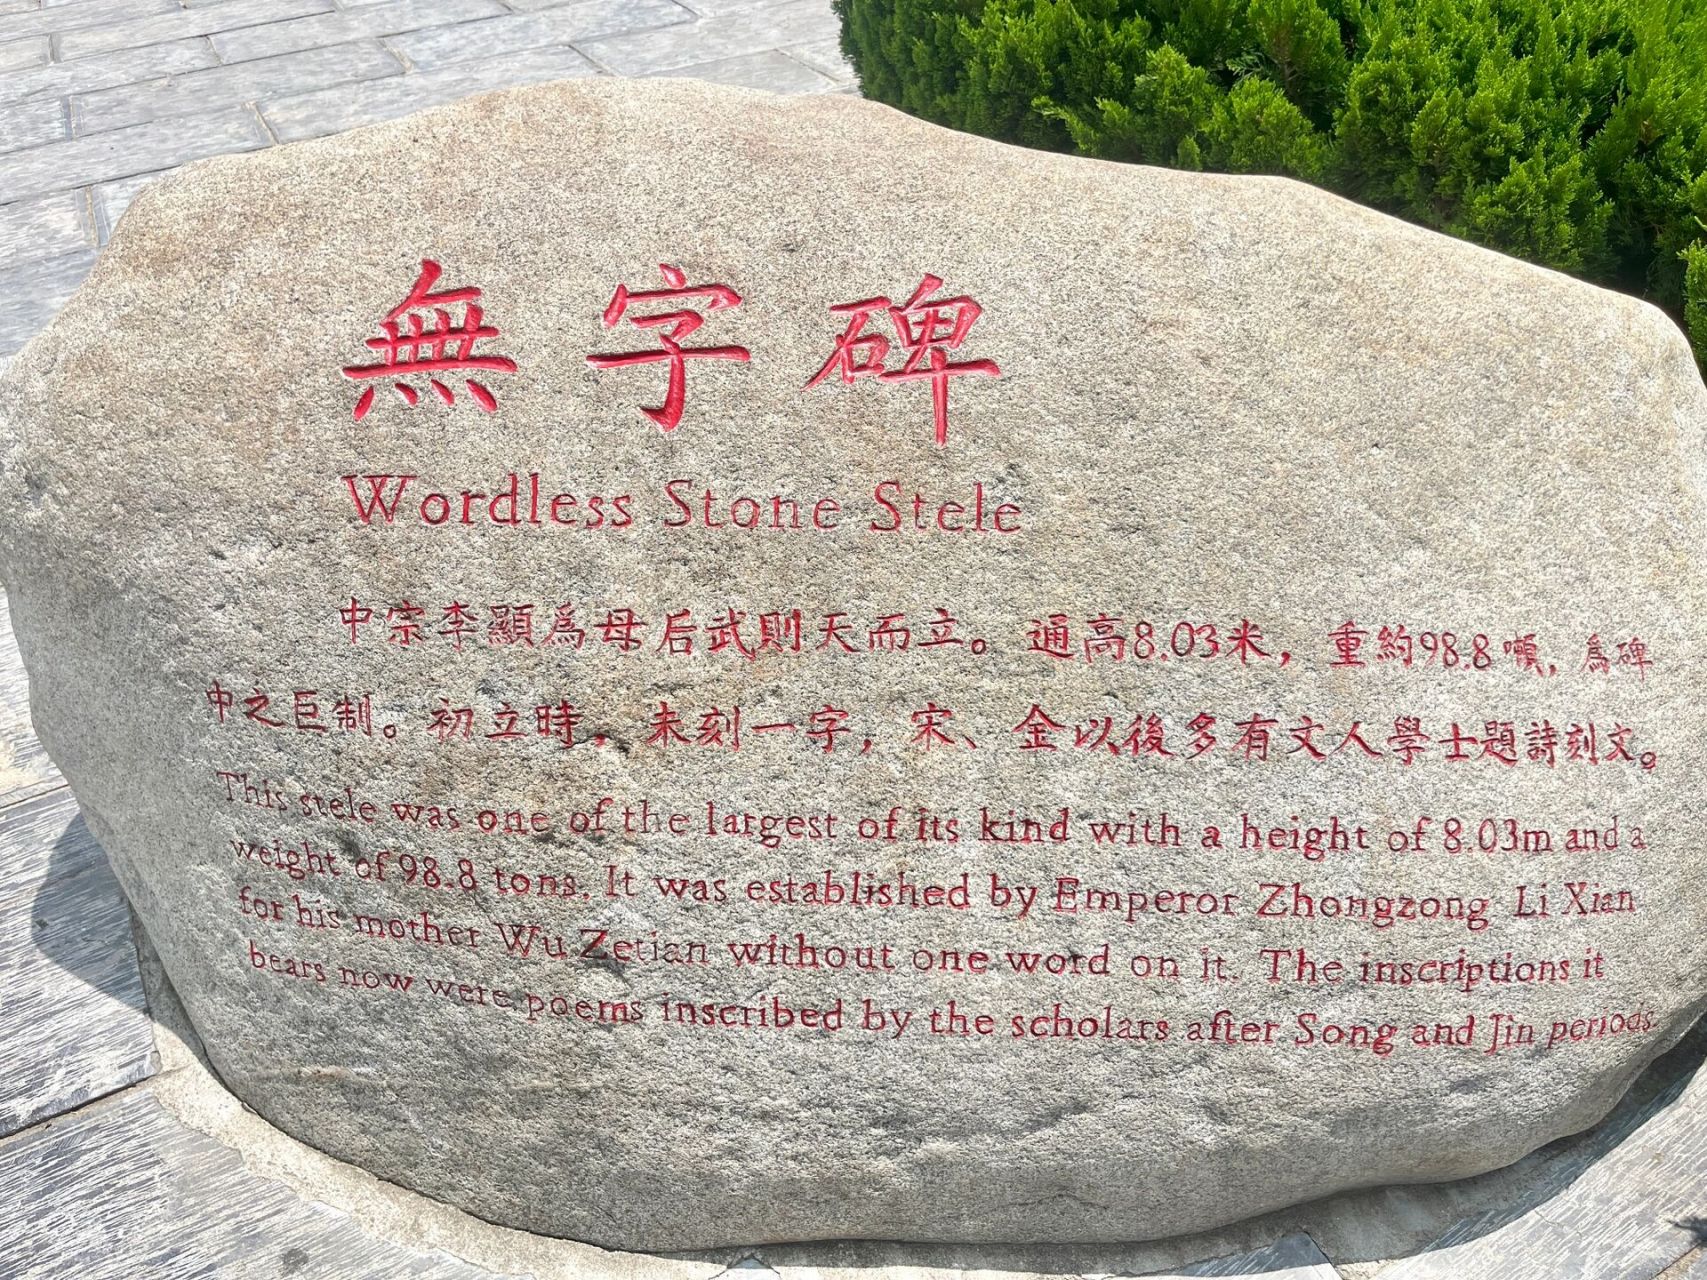 無字碑
Wordless Stone Stele
中宗李顯爲母后武則天而立。通高8.03米，重約98.8噸，爲碑
中之巨制。初立時，未刻一字，宋、金以後多有文人學士題詩刻文。
This stele was one of the largest of its kind with a height of 8.03m and a
weight of 98.8 tons. It was established by Emperor Zhongzong Li Xian
for his mother Wu Zetian without one word on it. The inscriptions it
bears now were poems inscribed by the scholars after Song and Jin periods.